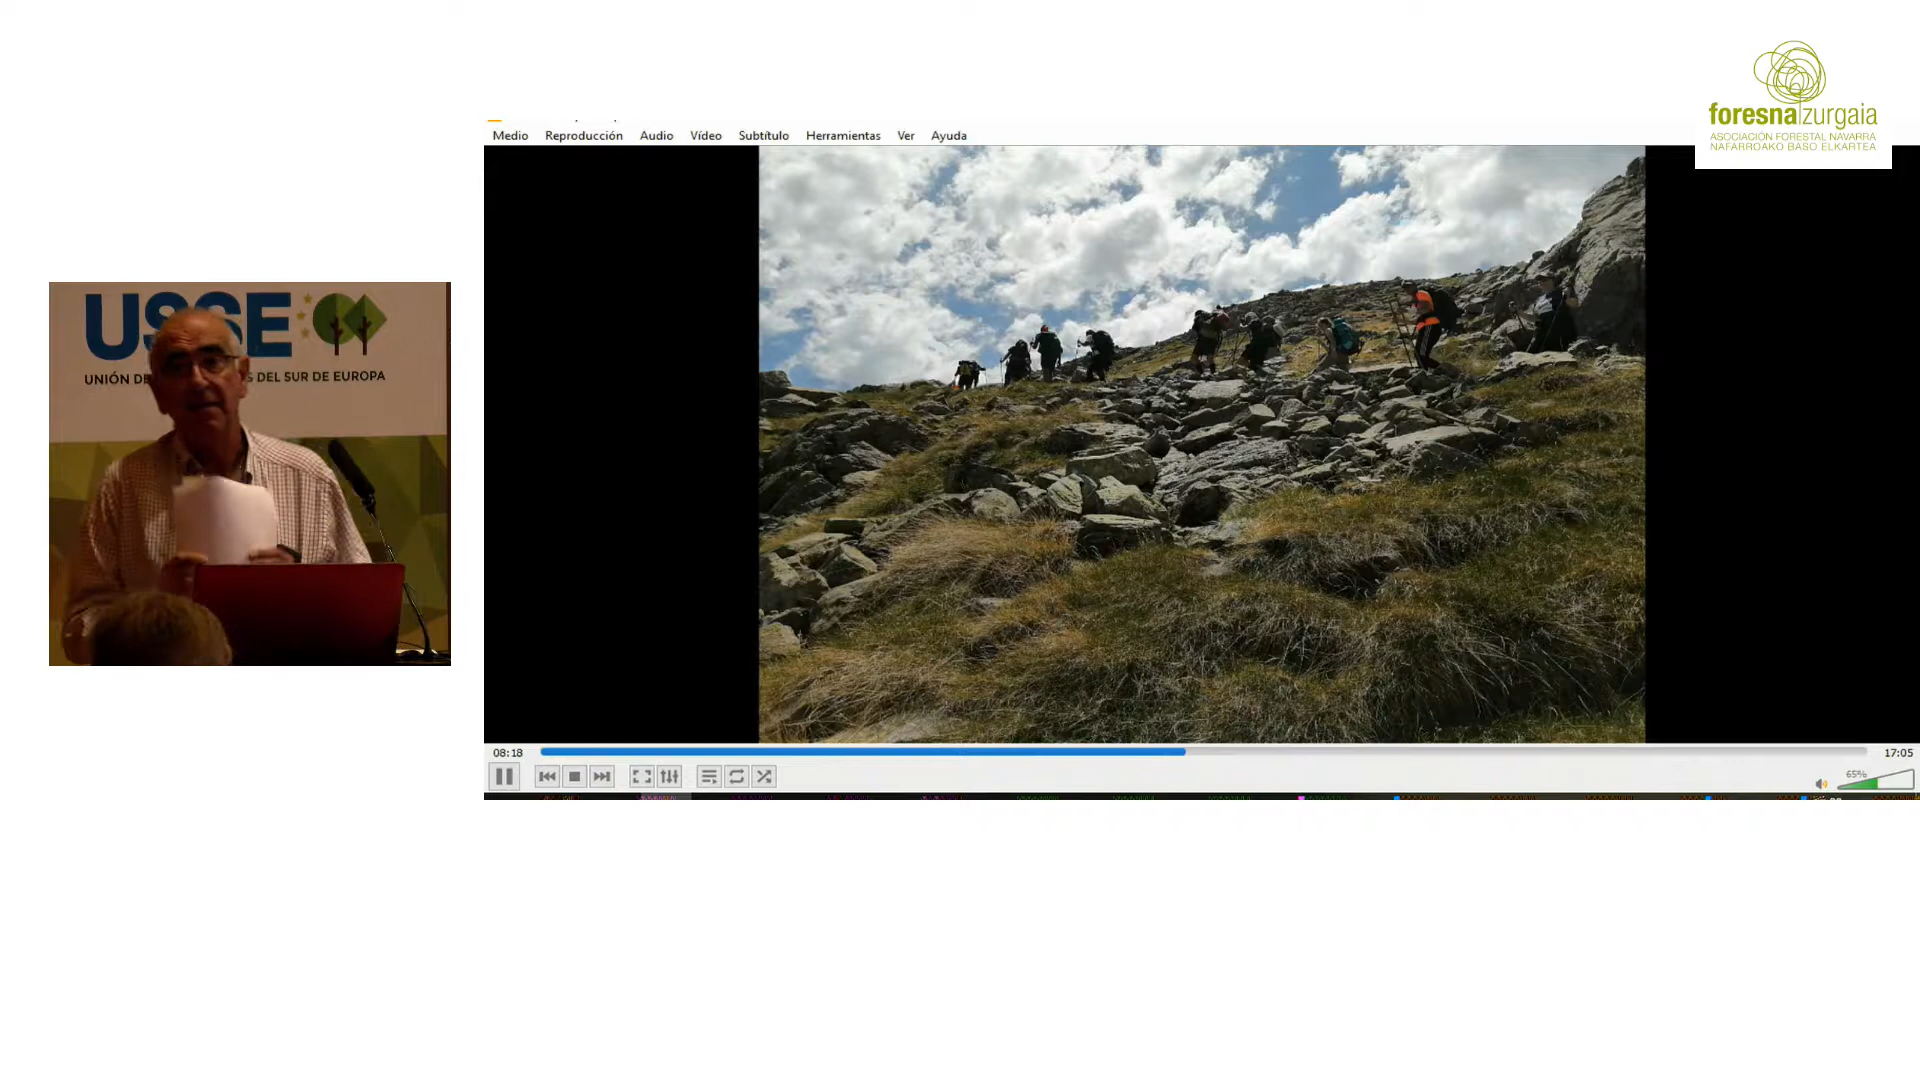 foresna zurgaia
ASOCIACIÓN FORESTAL NAVARRA
NAFARROAKO BASO ELKARTEA
Medio Reproducción Audio Vídeo Subtítulo Herramientas Ver Ayuda
USSE
UNIÓN DE S DEL SUR DE EUROPA
08:18
17:05
65%